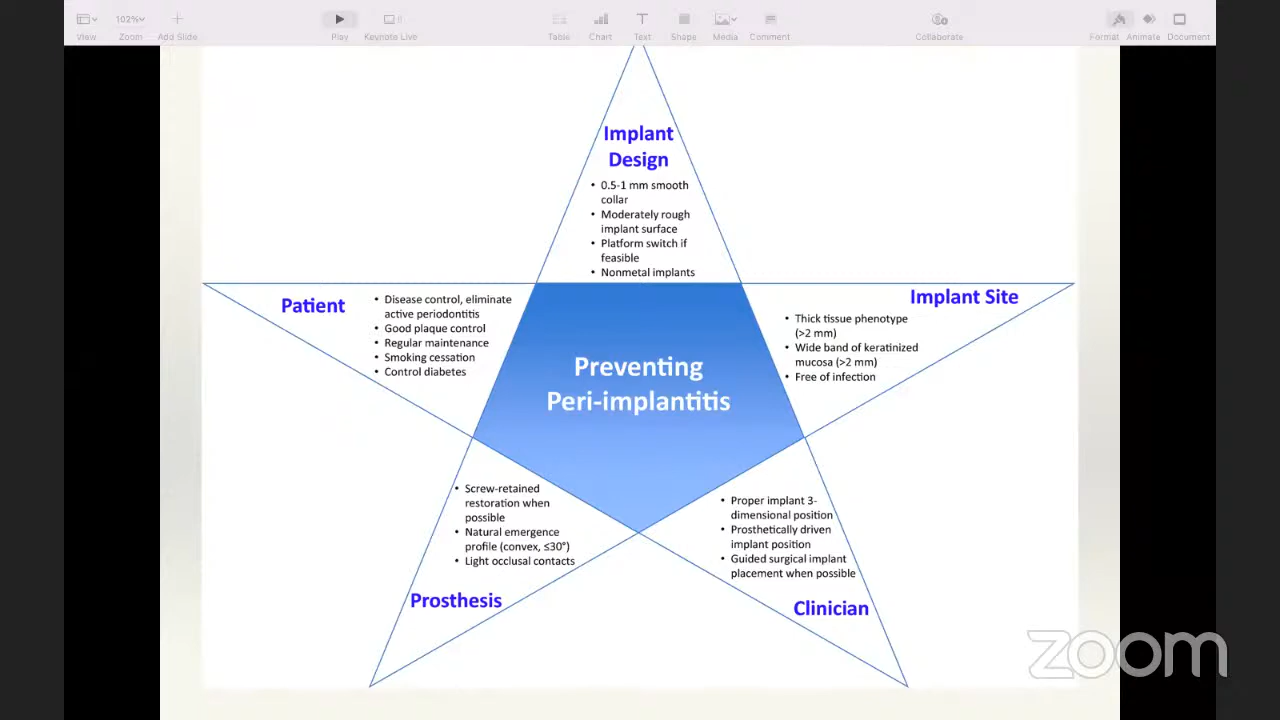 102%
View
Zoom
Add Slide
Play
Keynote Live
Table
Chart
Text
Shape
Media
Comment
Collaborate
Format
Animate
Document
Implant
Design
• 0.5-1 mm smooth
collar
• Moderately rough
implant surface
• Platform switch if
feasible
• Nonmetal implants
Patient
• Disease control, eliminate
active periodontitis
• Good plaque control
• Regular maintenance
• Smoking cessation
• Control diabetes
Implant Site
• Thick tissue phenotype
(>2 mm)
• Wide band of keratinized
mucosa (>2 mm)
• Free of infection
Preventing
Peri-implantitis
• Screw-retained
restoration when
possible
• Natural emergence
profile (convex, ≤30°)
• Light occlusal contacts
Prosthesis
• Proper implant 3-
dimensional position
• Prosthetically driven
implant position
• Guided surgical implant
placement when possible
Clinician
zoom